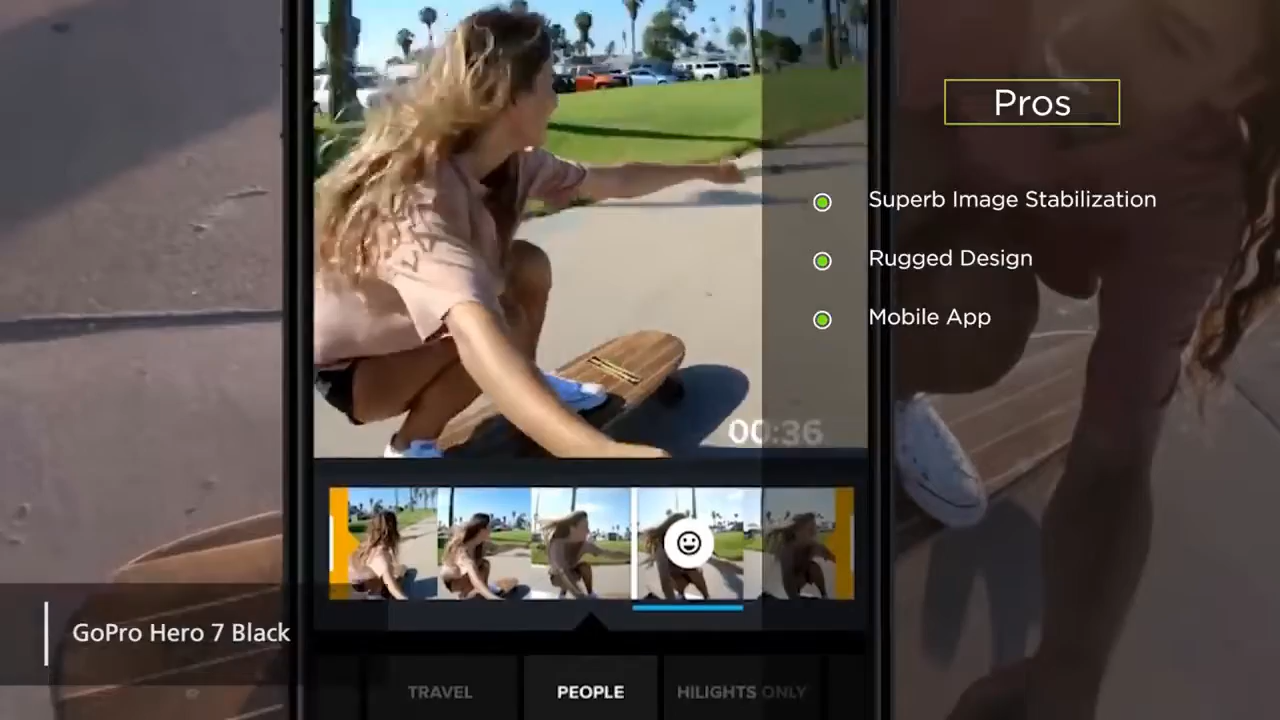 Pros
Superb Image Stabilization
Rugged Design
Mobile App
00:36
GoPro Hero 7 Black
TRAVEL
PEOPLE
HILIGHTS ONLY